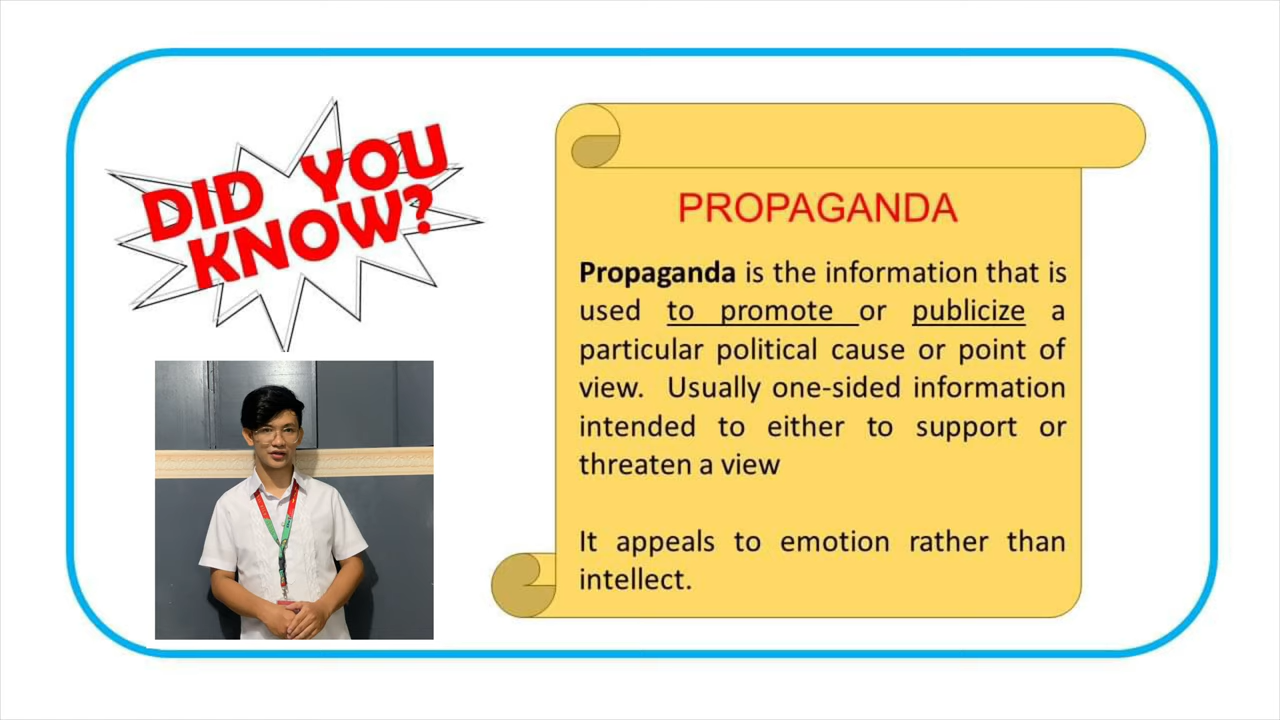 DID YOU
KNOW?
PROPAGANDA
Propaganda is the information that is
used to promote or publicize a
particular political cause or point of
view. Usually one-sided information
intended to either to support or
threaten a view
It appeals to emotion rather than
intellect.